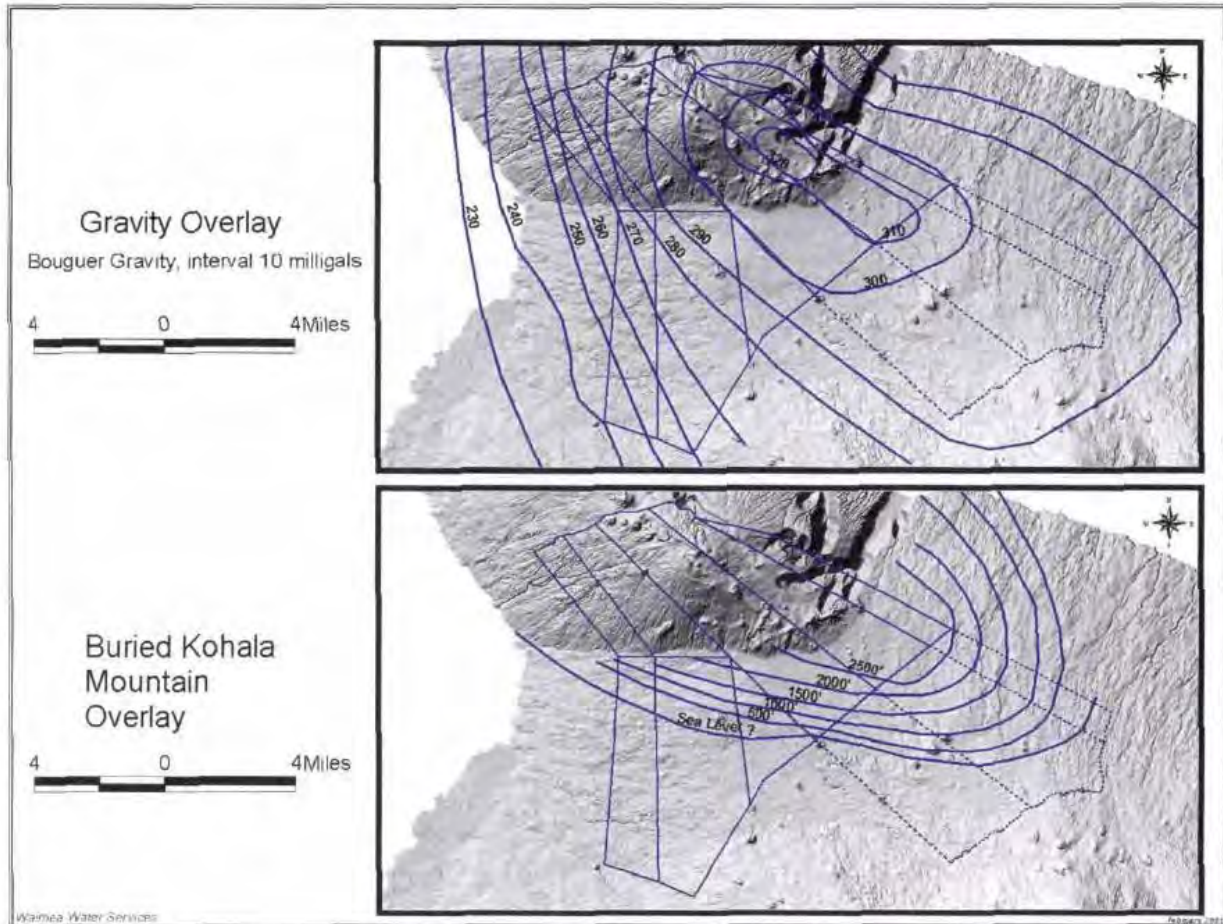 Gravity Overlay
Bouguer Gravity, interval 10 milligals
4 0 4Miles
230
240
250
260
270
280
290
320
310
300
Buried Kohala
Mountain
Overlay
4 0 4Miles
2500'
2000'
1500'
1000'
500'
Sea Level ?
Waimea Water Services
February